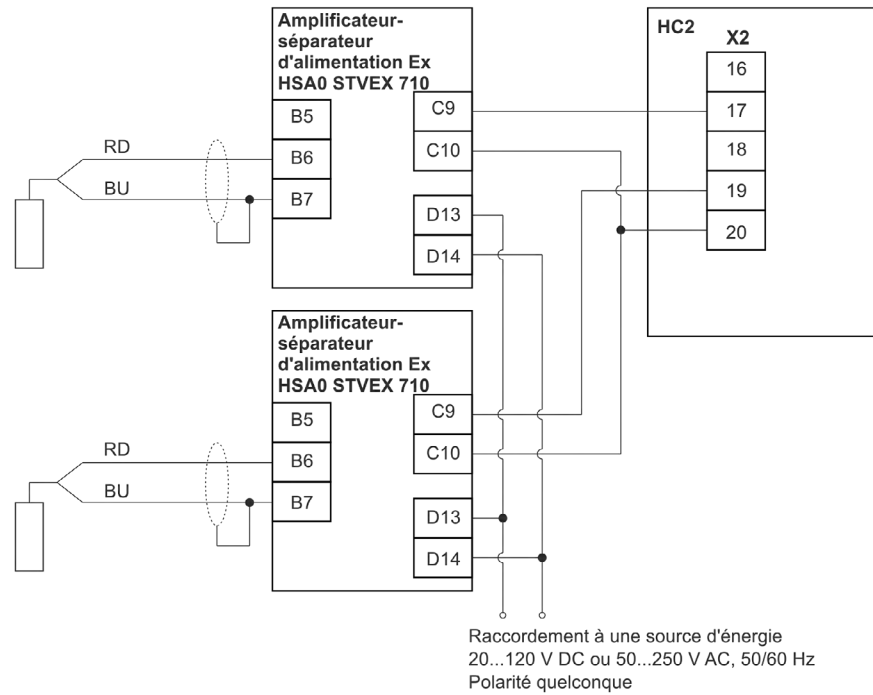 Amplificateur-
séparateur
d'alimentation Ex
HSA0 STVEX 710
B5
B6
B7
C9
C10
D13
D14
RD
BU
HC2
X2
16
17
18
19
20
Amplificateur-
séparateur
d'alimentation Ex
HSA0 STVEX 710
B5
B6
B7
C9
C10
D13
D14
RD
BU
Raccordement à une source d'énergie
20...120 V DC ou 50...250 V AC, 50/60 Hz
Polarité quelconque